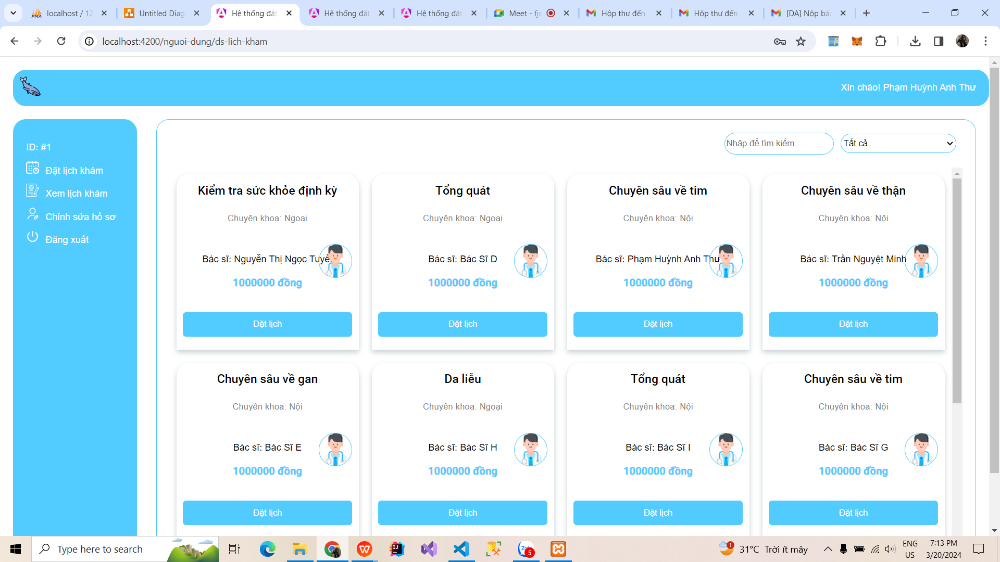 localhost / 12
Untitled Diag
Hệ thống đặt
Hệ thống đặt
Hệ thống đặt
Meet - fjs
Hộp thư đến
Hộp thư đến
[DA] Nộp bác
localhost:4200/nguoi-dung/ds-lich-kham
Xin chào! Phạm Huỳnh Anh Thư
ID: #1
Đặt lịch khám
Xem lịch khám
Chỉnh sửa hồ sơ
Đăng xuất
Nhập để tìm kiếm...
Tất cả
Kiểm tra sức khỏe định kỳ
Chuyên khoa: Ngoại
Bác sĩ: Nguyễn Thị Ngọc Tuyết
1000000 đồng
Đặt lịch
Tổng quát
Chuyên khoa: Ngoại
Bác sĩ: Bác Sĩ D
1000000 đồng
Đặt lịch
Chuyên sâu về tim
Chuyên khoa: Nội
Bác sĩ: Phạm Huỳnh Anh Thư
1000000 đồng
Đặt lịch
Chuyên sâu về thận
Chuyên khoa: Nội
Bác sĩ: Trần Nguyệt Minh
1000000 đồng
Đặt lịch
Chuyên sâu về gan
Chuyên khoa: Nội
Bác sĩ: Bác Sĩ E
1000000 đồng
Đặt lịch
Da liễu
Chuyên khoa: Ngoại
Bác sĩ: Bác Sĩ H
1000000 đồng
Đặt lịch
Tổng quát
Chuyên khoa: Nội
Bác sĩ: Bác Sĩ I
1000000 đồng
Đặt lịch
Chuyên sâu về tim
Chuyên khoa: Nội
Bác sĩ: Bác Sĩ G
1000000 đồng
Đặt lịch
Type here to search
5
1
31°C Trời ít mây
ENG
US
7:13 PM
3/20/2024